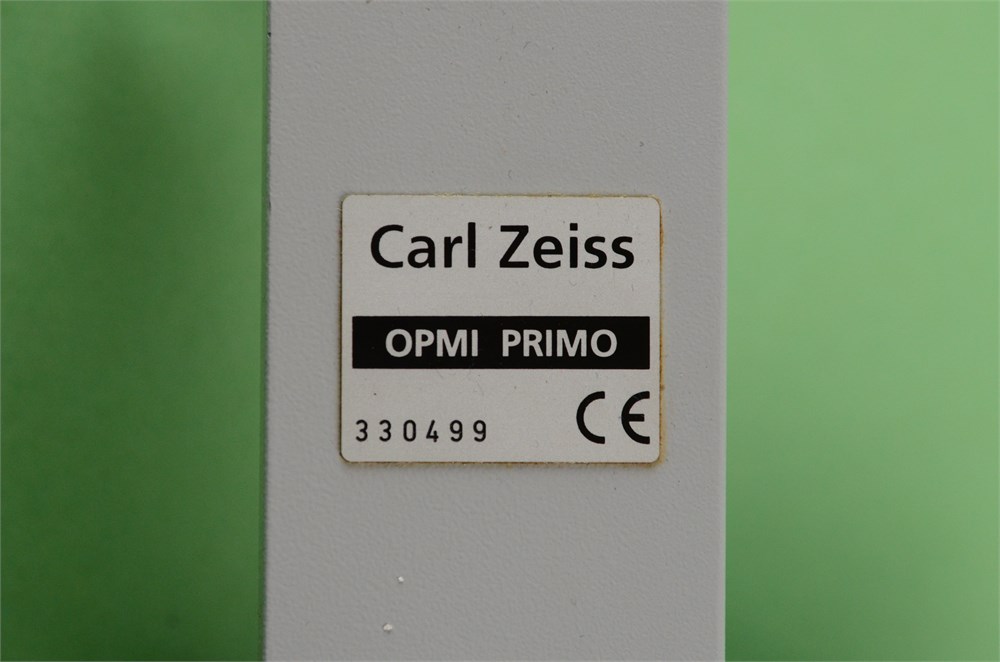 Carl Zeiss
OPMI PRIMO
330499 CE